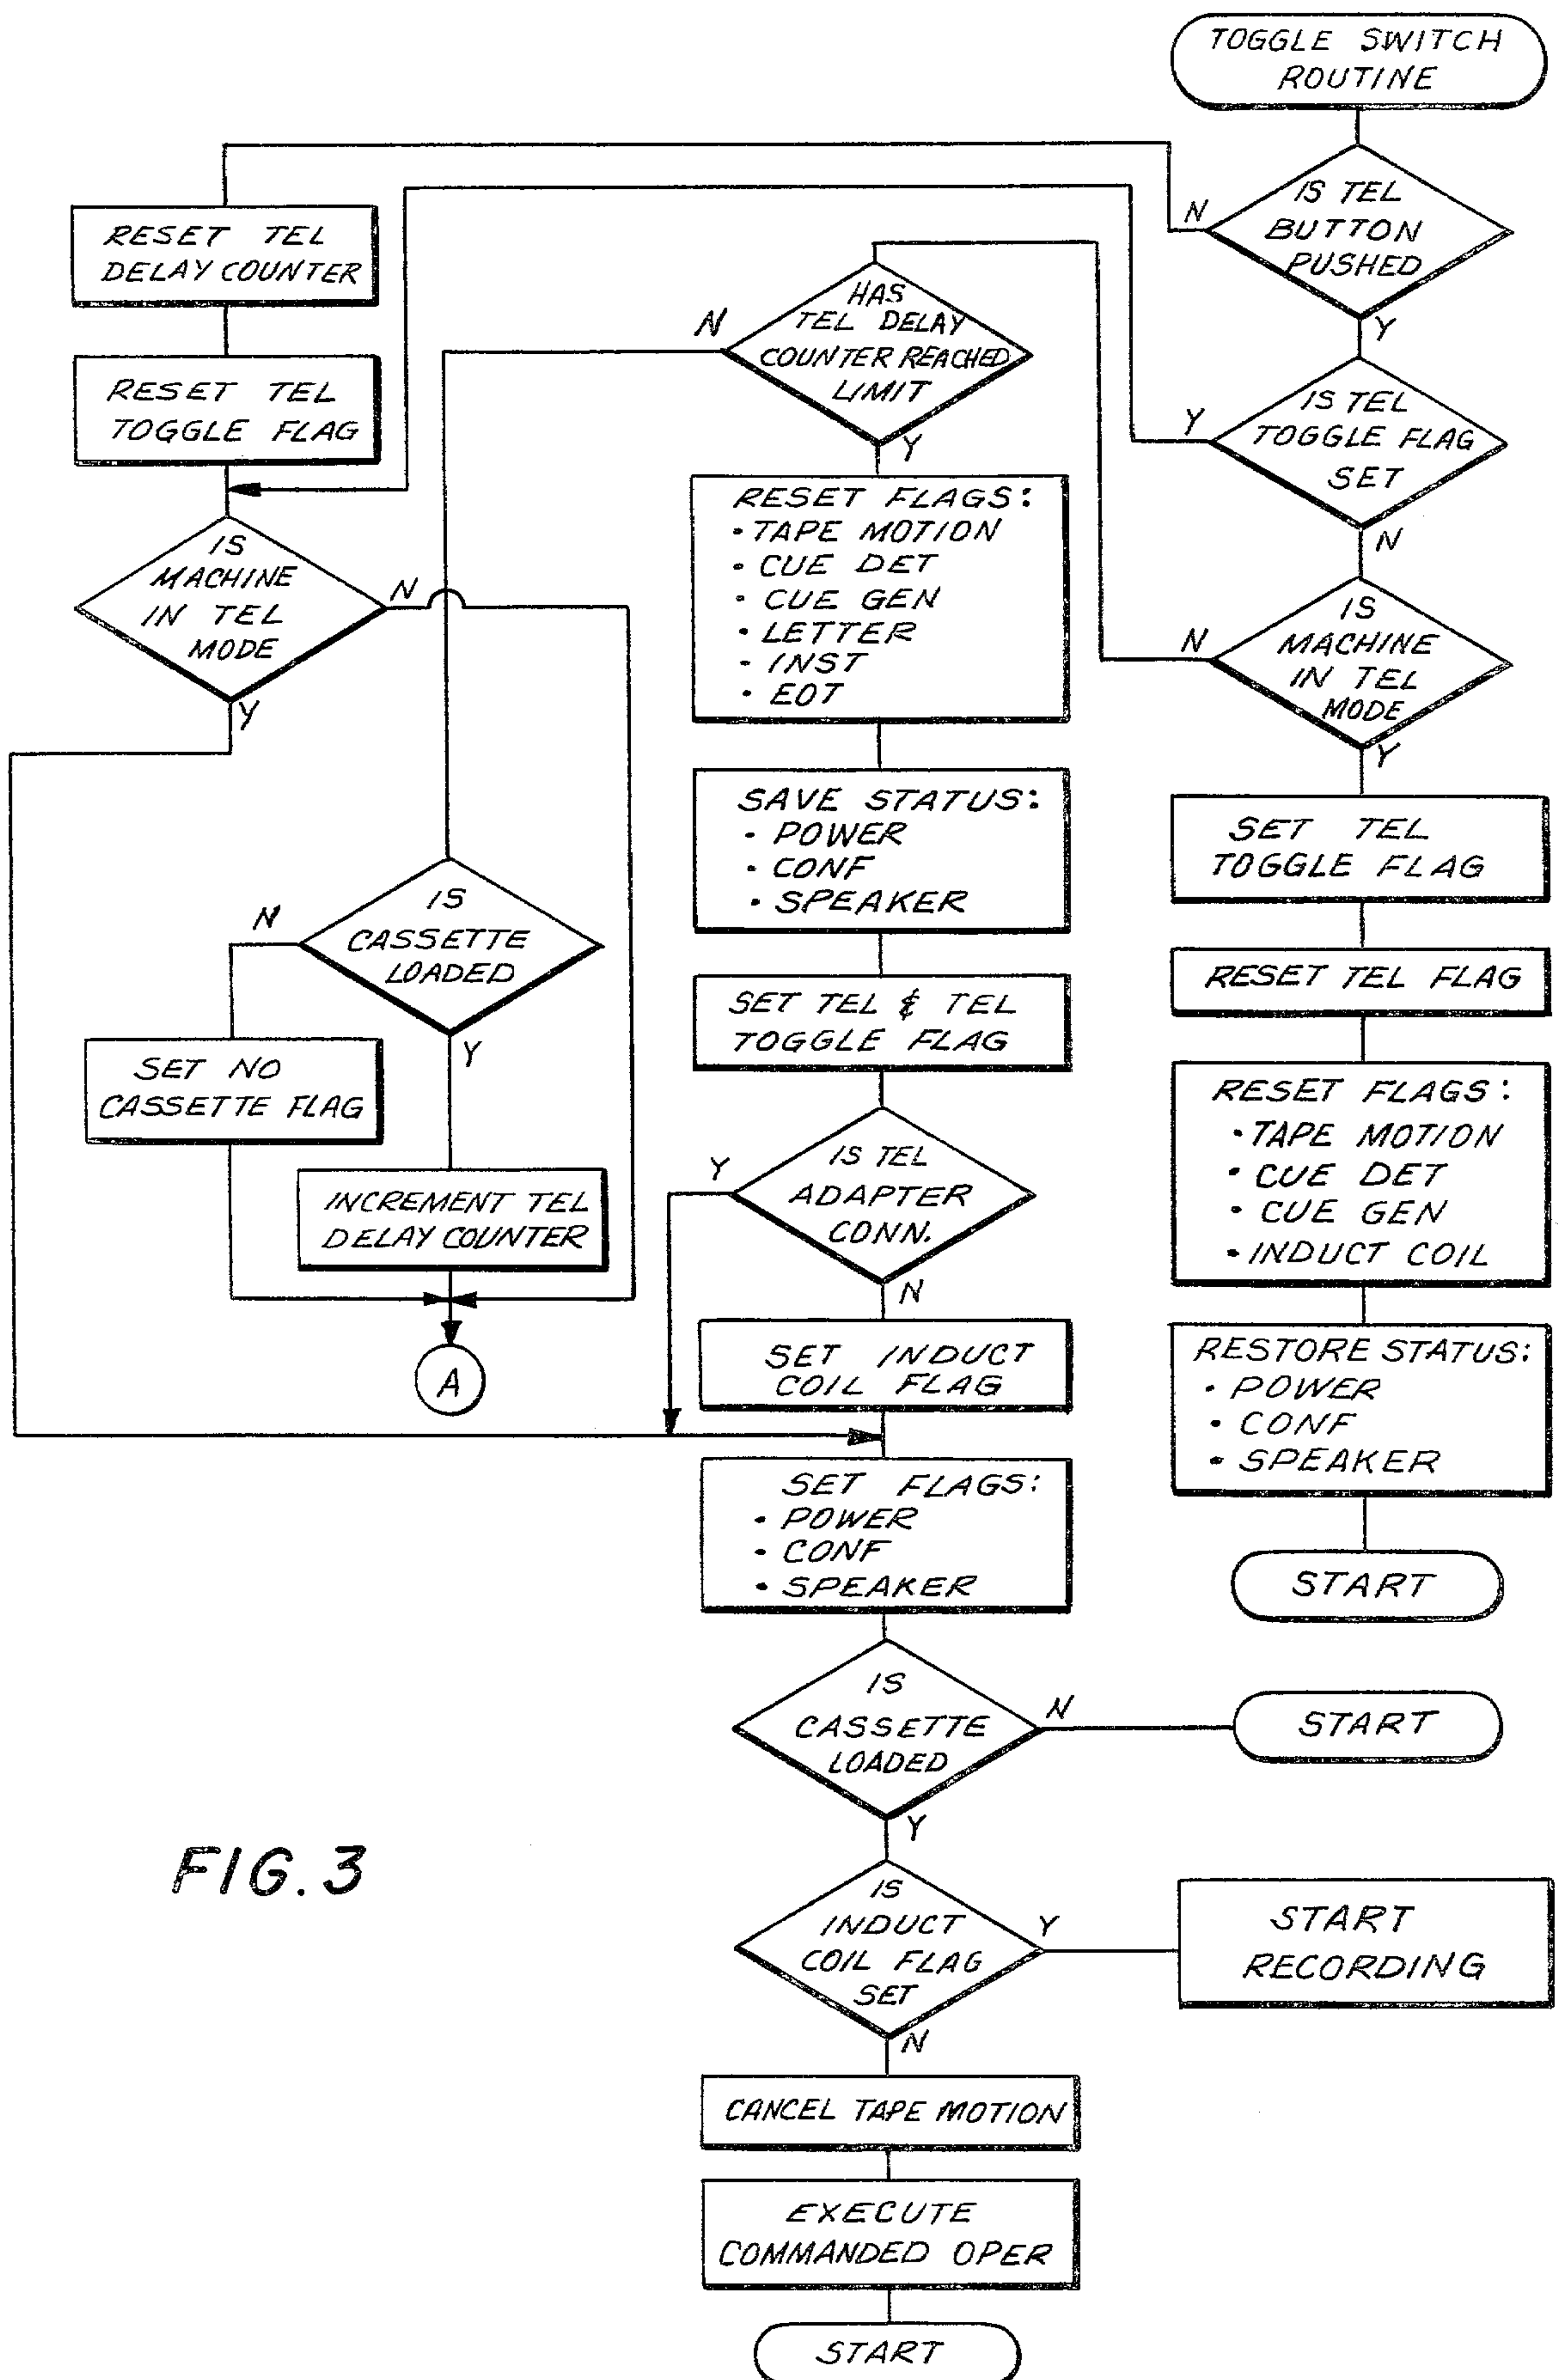 TOGGLE SWITCH
ROUTINE
IS TEL
BUTTON
PUSHED
N
Y
IS TEL
TOGGLE FLAG
SET
Y
N
IS
MACHINE
IN TEL
MODE
N
Y
SET TEL
TOGGLE FLAG
RESET TEL FLAG
RESET FLAGS:
• TAPE MOTION
• CUE DET
• CUE GEN
• INDUCT COIL
RESTORE STATUS:
• POWER
• CONF
• SPEAKER
START
RESET TEL
DELAY COUNTER
RESET TEL
TOGGLE FLAG
IS
MACHINE
IN TEL
MODE
N
Y
HAS
TEL DELAY
COUNTER REACHED
LIMIT
N
Y
IS
CASSETTE
LOADED
N
Y
SET NO
CASSETTE FLAG
INCREMENT TEL
DELAY COUNTER
A
RESET FLAGS:
• TAPE MOTION
• CUE DET
• CUE GEN
• LETTER
• INST
• EOT
SAVE STATUS:
• POWER
• CONF
• SPEAKER
SET TEL & TEL
TOGGLE FLAG
IS TEL
ADAPTER
CONN.
Y
N
SET INDUCT
COIL FLAG
SET FLAGS:
• POWER
• CONF
• SPEAKER
IS
CASSETTE
LOADED
N
START
Y
IS
INDUCT
COIL FLAG
SET
Y
START
RECORDING
N
CANCEL TAPE MOTION
EXECUTE
COMMANDED OPER
START
FIG. 3